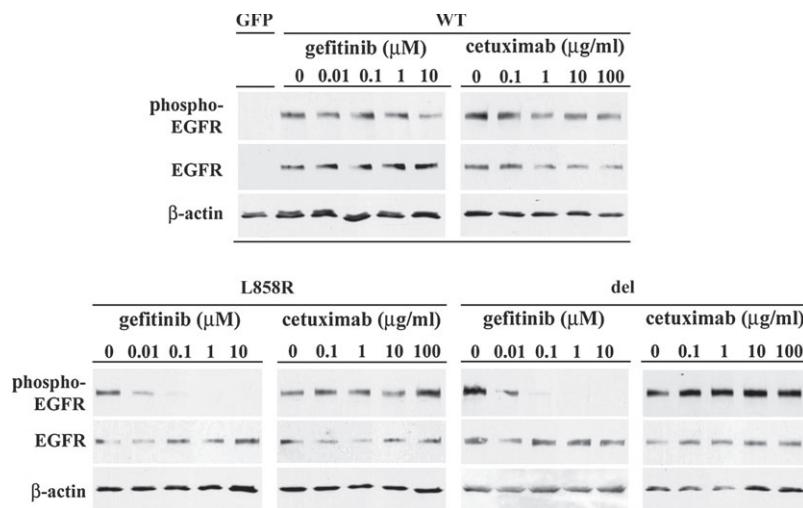 GFP WT
gefitinib (μM) cetuximab (μg/ml)
0 0.01 0.1 1 10 0 0.1 1 10 100
phospho-
EGFR
EGFR
β-actin
L858R del
gefitinib (μM) cetuximab (μg/ml) gefitinib (μM) cetuximab (μg/ml)
0 0.01 0.1 1 10 0 0.1 1 10 100 0 0.01 0.1 1 10 0 0.1 1 10 100
phospho-
EGFR
EGFR
β-actin